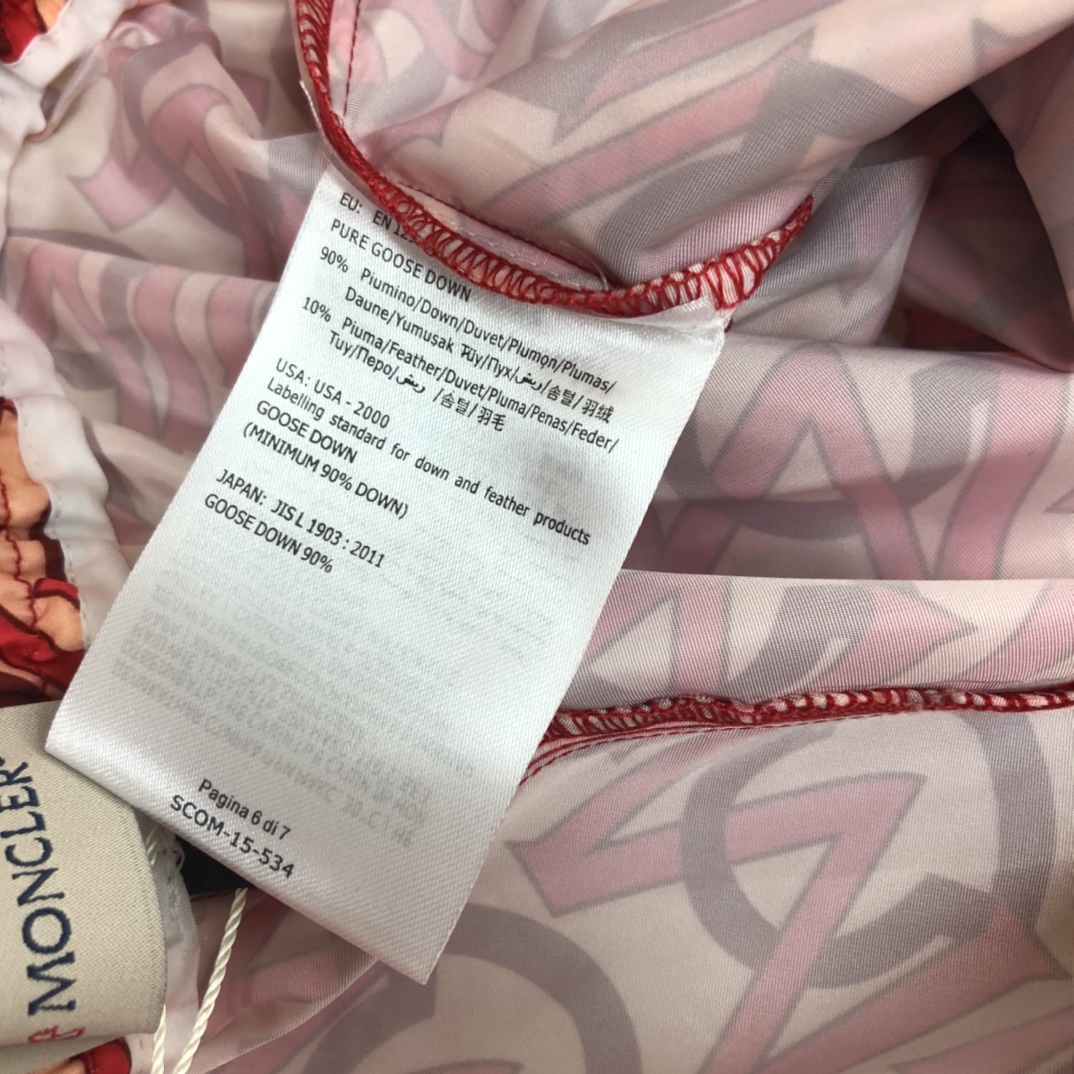 EU: EN 12
PURE GOOSE DOWN
90% Piumino/Down/Duvet/Plumon/Plumas/
Daune/Yumusak Tüy/Пух/ريش/솜털/羽绒
10% Piuma/Feather/Duvet/Pluma/Penas/Feder/
Tüy/Перо/ريش /솜털/羽毛
USA: USA - 2000
Labelling standard for down and feather products
GOOSE DOWN
(MINIMUM 90% DOWN)
JAPAN: JIS L 1903 : 2011
GOOSE DOWN 90%
Pagina 6 di 7
SCOM-15-534
MONCLER